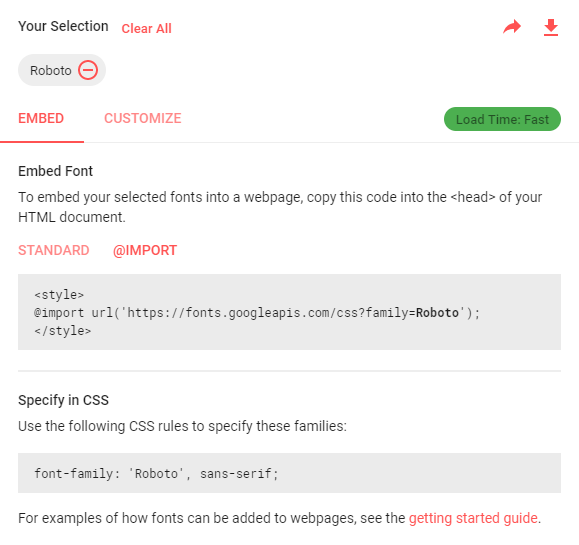 Your Selection Clear All
Roboto
EMBED CUSTOMIZE Load Time: Fast
Embed Font
To embed your selected fonts into a webpage, copy this code into the <head> of your
HTML document.
STANDARD @IMPORT
<style>
@import url('https://fonts.googleapis.com/css?family=Roboto');
</style>
Specify in CSS
Use the following CSS rules to specify these families:
font-family: 'Roboto', sans-serif;
For examples of how fonts can be added to webpages, see the getting started guide.